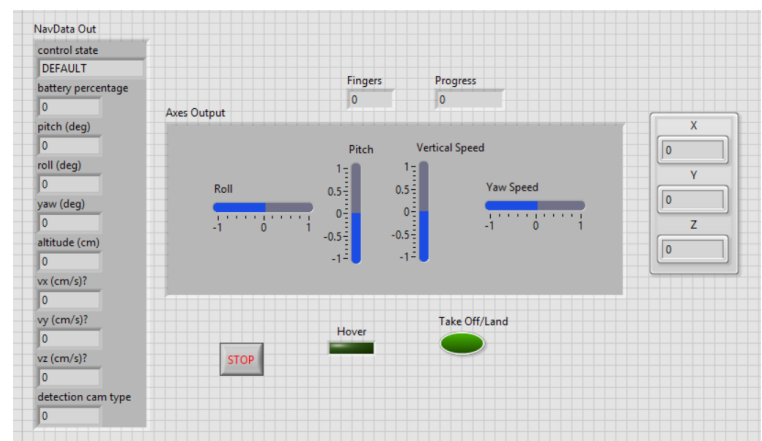 NavData Out
control state
DEFAULT
battery percentage
0
pitch (deg)
0
roll (deg)
0
yaw (deg)
0
altitude (cm)
0
vx (cm/s)?
0
vy (cm/s)?
0
vz (cm/s)?
0
detection cam type
0
Fingers
0
Progress
0
Axes Output
Roll
-1 0 1
Pitch
1
0.5
0
-0.5
-1
Vertical Speed
1
0.5
0
-0.5
-1
Yaw Speed
-1 0 1
X
0
Y
0
Z
0
STOP
Hover
Take Off/Land